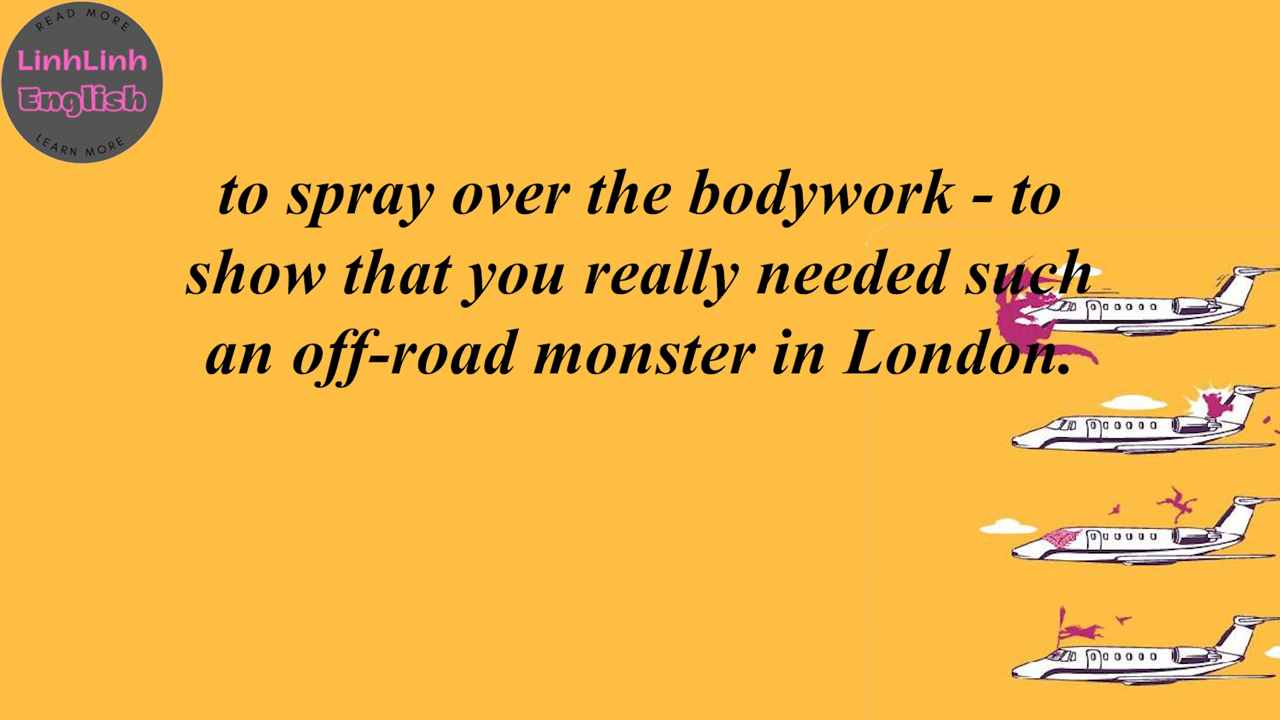 READ MORE
LinhLinh
English
LEARN MORE
to spray over the bodywork - to
show that you really needed such
an off-road monster in London.